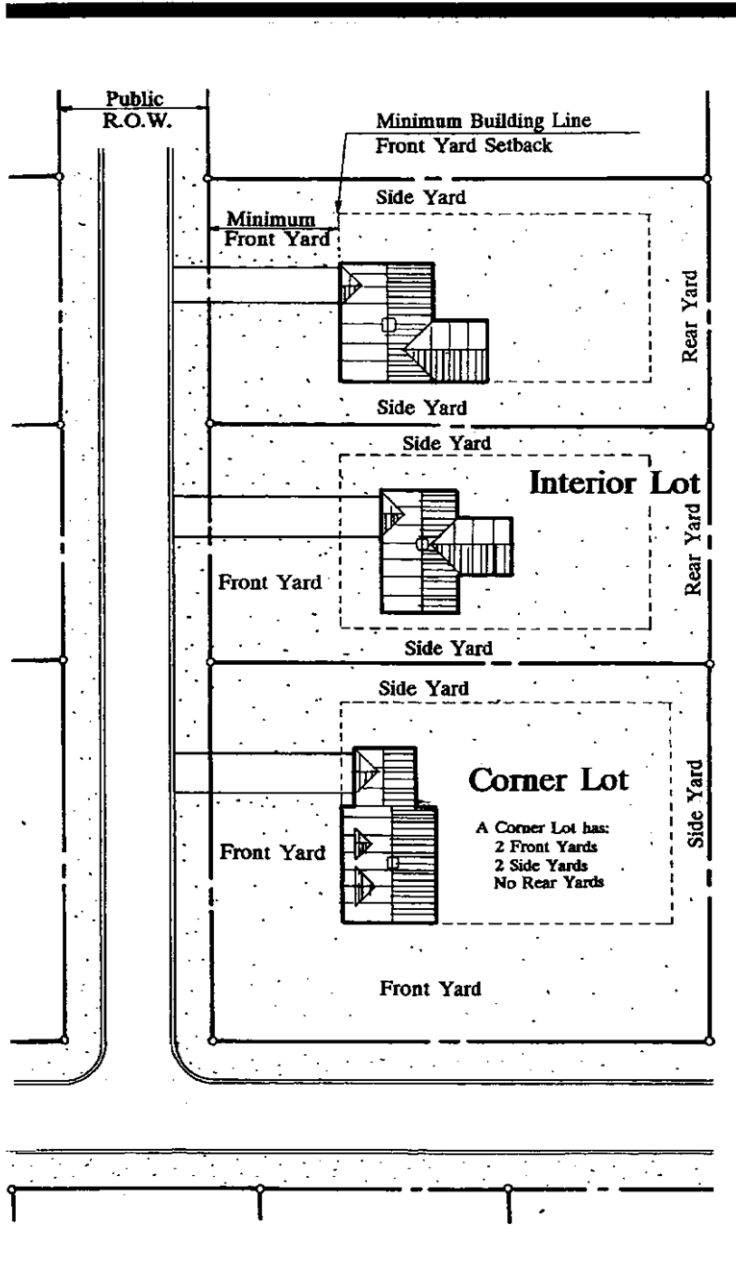 Public
R.O.W.
Minimum Building Line
Front Yard Setback
Side Yard
Minimum
Front Yard
Rear Yard
Side Yard
Side Yard
Interior Lot
Rear Yard
Front Yard
Side Yard
Side Yard
Corner Lot
Side Yard
A Corner Lot has:
2 Front Yards
2 Side Yards
No Rear Yards
Front Yard
Front Yard